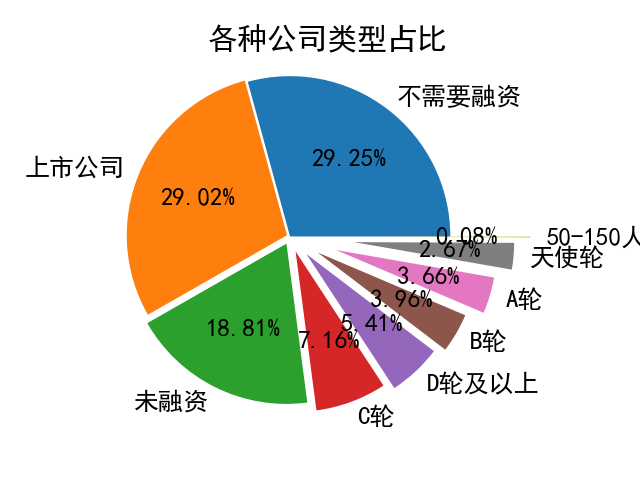 各种公司类型占比
不需要融资
29.25%
上市公司
29.02%
未融资
18.81%
C轮
7.16%
D轮及以上
5.41%
B轮
3.96%
A轮
3.66%
天使轮
2.67%
50-150人
0.08%